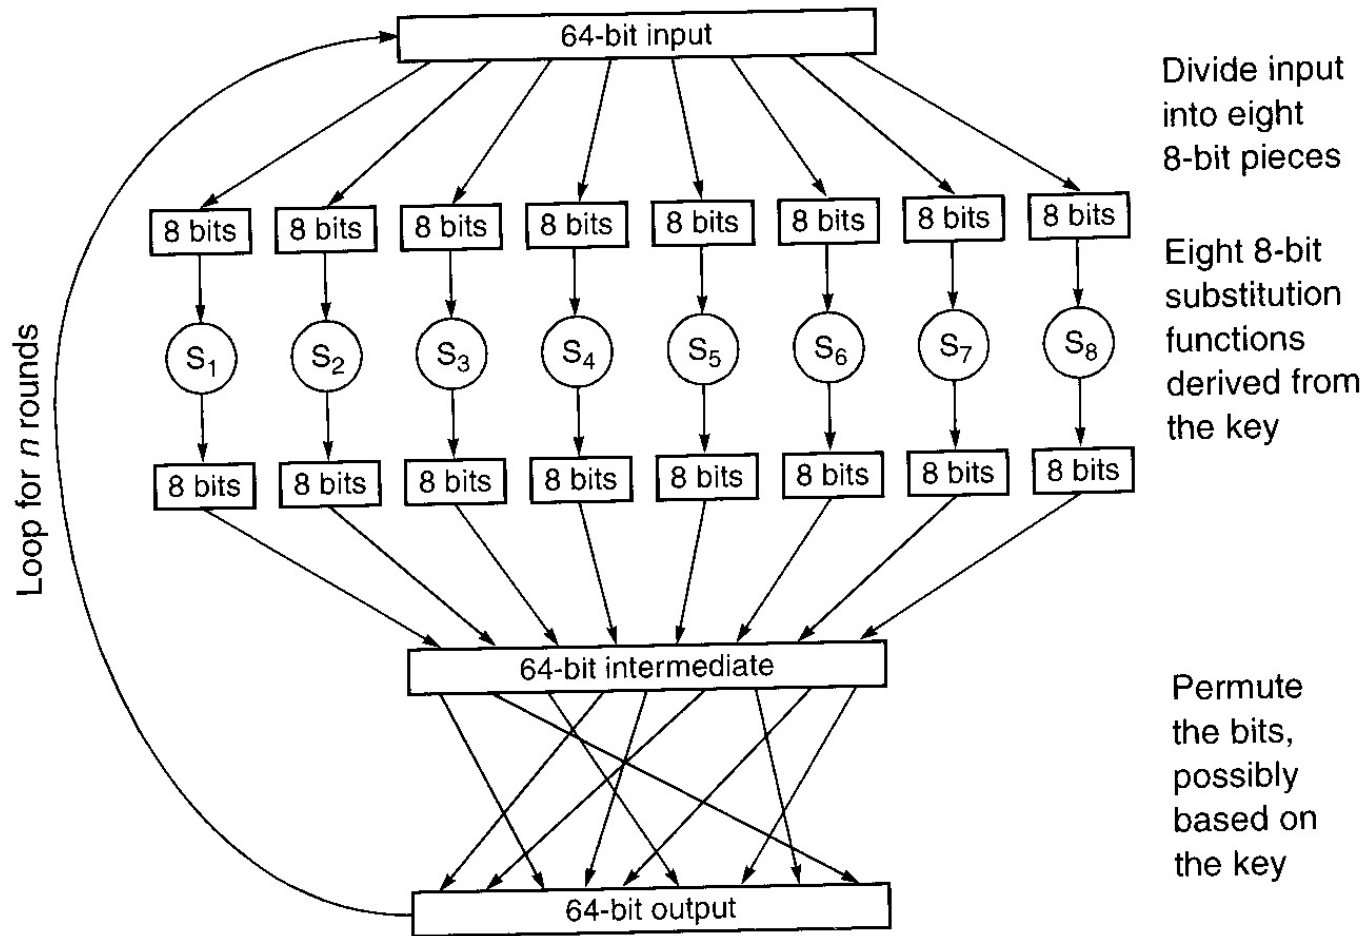 64-bit input
Divide input
into eight
8-bit pieces
8 bits 8 bits 8 bits 8 bits 8 bits 8 bits 8 bits 8 bits
Eight 8-bit
substitution
functions
derived from
the key
S1 S2 S3 S4 S5 S6 S7 S8
Loop for n rounds
8 bits 8 bits 8 bits 8 bits 8 bits 8 bits 8 bits 8 bits
64-bit intermediate
Permute
the bits,
possibly
based on
the key
64-bit output